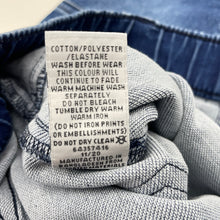 COTTON/POLYESTER
/ELASTANE
WASH BEFORE WEAR
THIS COLOUR WILL
CONTINUE TO FADE
WARM MACHINE WASH
SEPARATELY
DO NOT BLEACH
TUMBLE DRY WARM
WARM IRON
(DO NOT IRON PRINTS
OR EMBELLISHMENTS)
DO NOT DRY CLEAN
MANUFACTURED IN